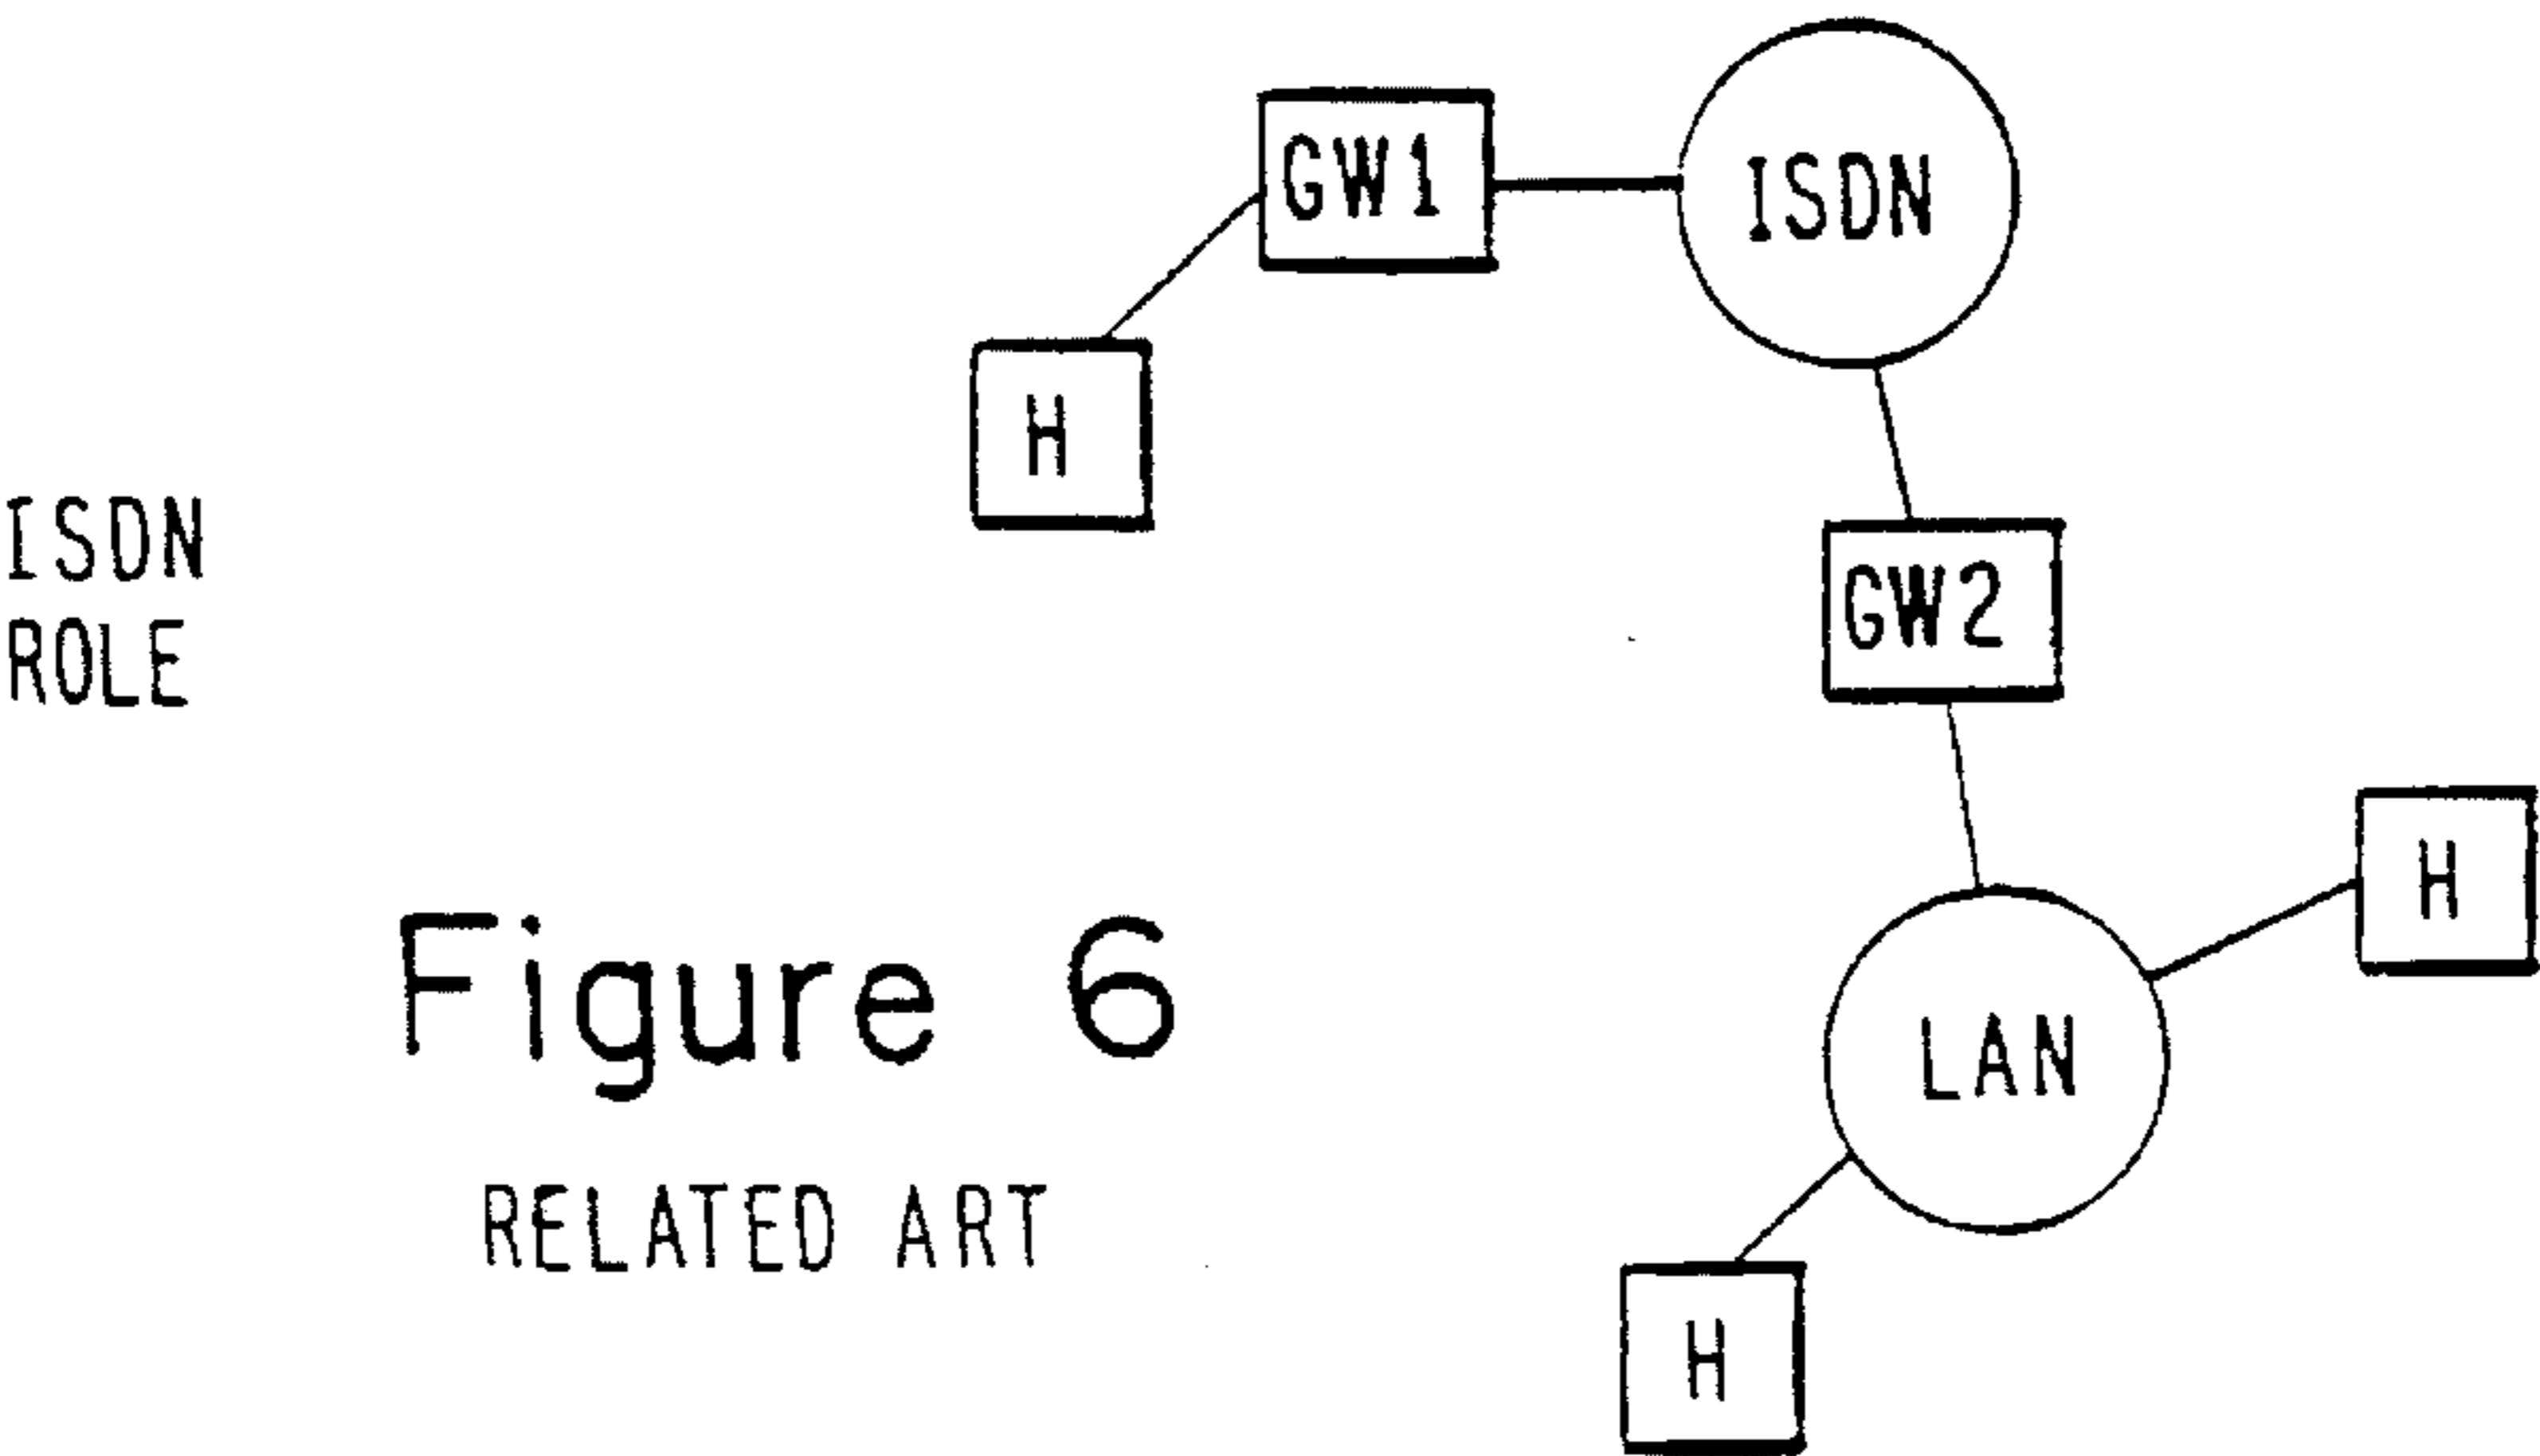 GW1
ISDN
H
ISDN
ROLE
GW2
H
Figure 6
LAN
RELATED ART
H